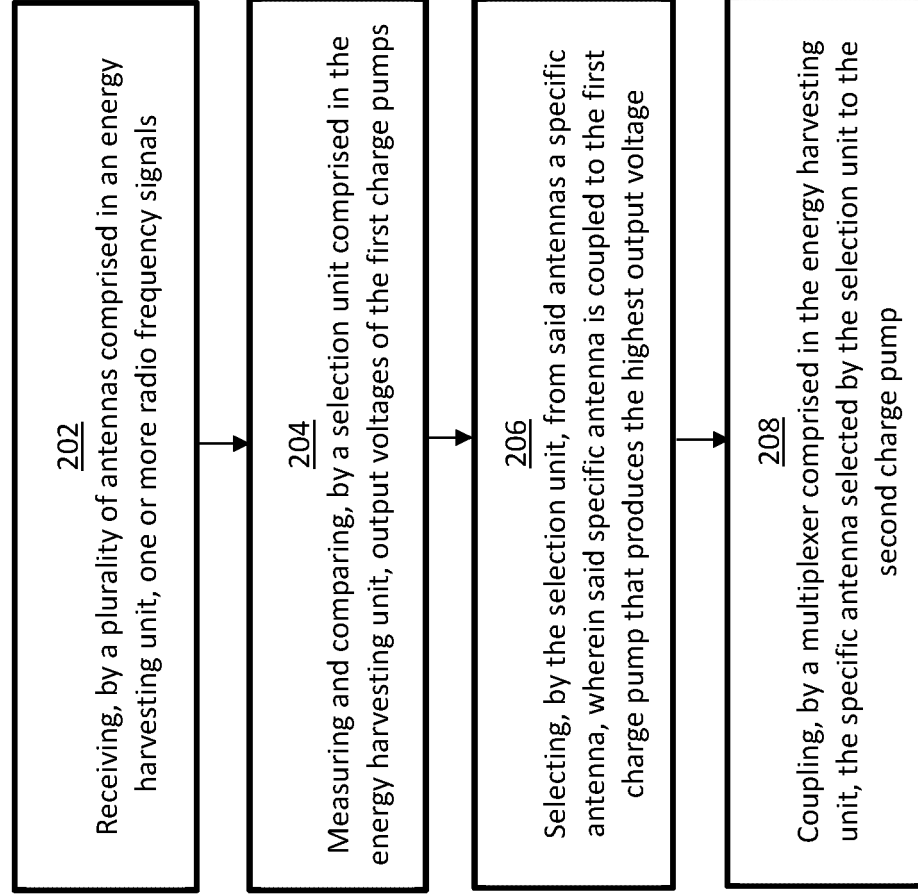 202
Receiving, by a plurality of antennas comprised in an energy
harvesting unit, one or more radio frequency signals
204
Measuring and comparing, by a selection unit comprised in the
energy harvesting unit, output voltages of the first charge pumps
206
Selecting, by the selection unit, from said antennas a specific
antenna, wherein said specific antenna is coupled to the first
charge pump that produces the highest output voltage
208
Coupling, by a multiplexer comprised in the energy harvesting
unit, the specific antenna selected by the selection unit to the
second charge pump